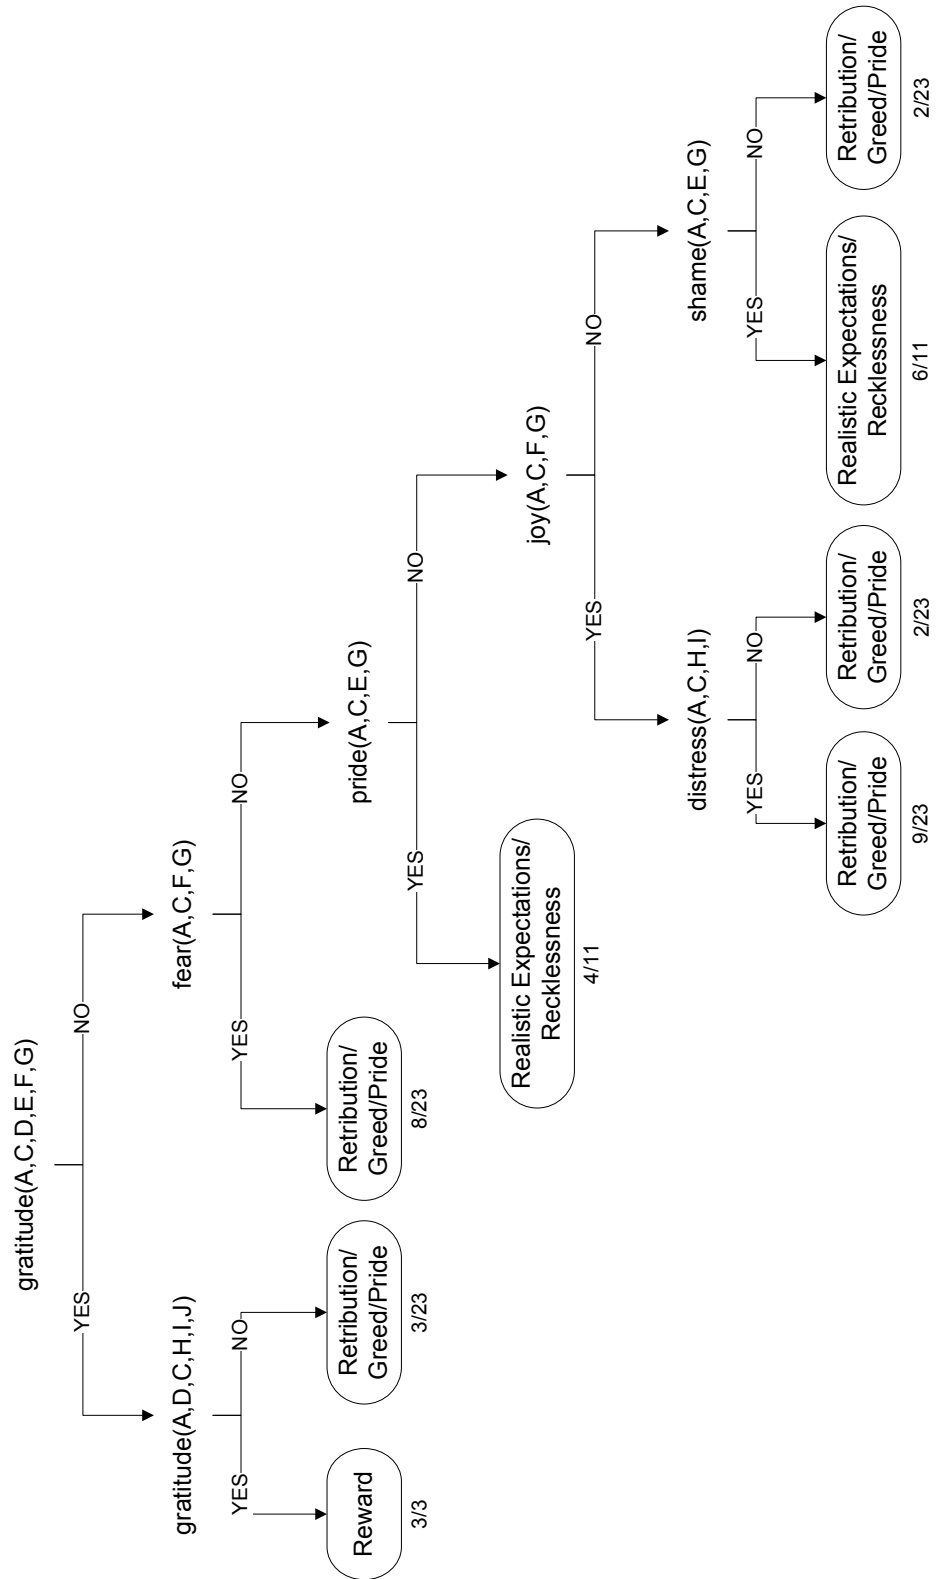 gratitude(A,C,D,E,F,G)
YES
NO
gratitude(A,D,C,H,I,J)
fear(A,C,F,G)
YES
NO
YES
NO
Reward
3/3
Retribution/
Greed/Pride
3/23
Retribution/
Greed/Pride
8/23
pride(A,C,E,G)
YES
NO
Realistic Expectations/
Recklessness
4/11
joy(A,C,F,G)
YES
NO
distress(A,C,H,I)
shame(A,C,E,G)
YES
NO
YES
NO
Retribution/
Greed/Pride
9/23
Retribution/
Greed/Pride
2/23
Realistic Expectations/
Recklessness
6/11
Retribution/
Greed/Pride
2/23